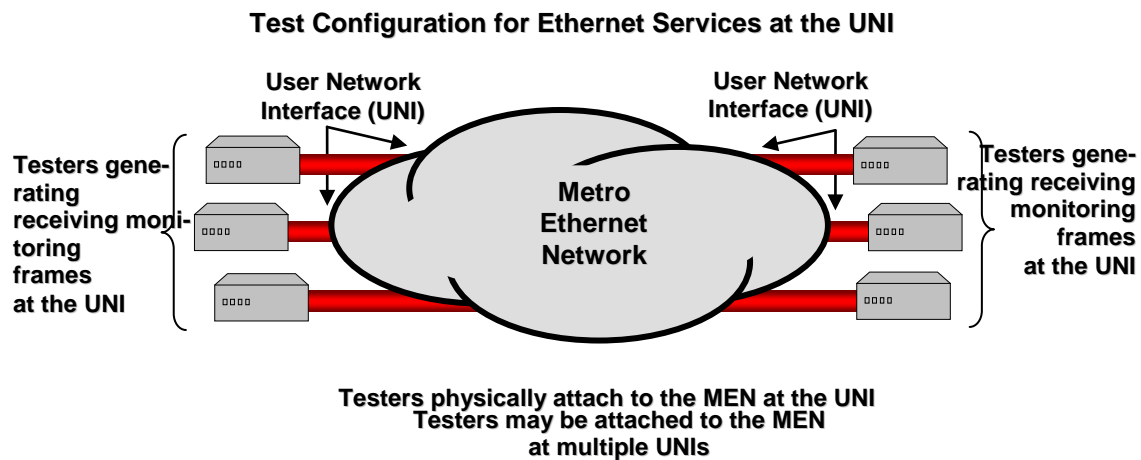 Test Configuration for Ethernet Services at the UNI
User Network
Interface (UNI)
User Network
Interface (UNI)
Testers gene-
rating
receiving moni-
toring
frames
at the UNI
Metro
Ethernet
Network
Testers gene-
rating receiving
monitoring
frames
at the UNI
Testers physically attach to the MEN at the UNI
Testers may be attached to the MEN
at multiple UNIs